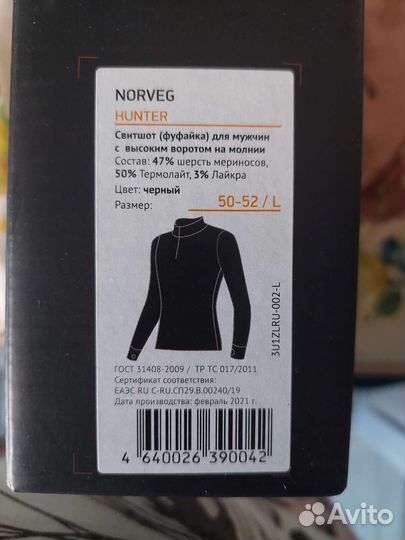 NORVEG
HUNTER
Свитшот (фуфайка) для мужчин
с высоким воротом на молнии
Состав: 47% шерсть мериносов,
50% Термолайт, 3% Лайкра
Цвет: черный
Размер: 50-52 / L
3U1ZLRU-002-L
ГОСТ 31408-2009 / ТР ТС 017/2011
Сертификат соответствия:
ЕАЭС RU С-RU.СП29.В.00240/19
Дата производства: февраль 2021 г.
4 640026 390042
Avito